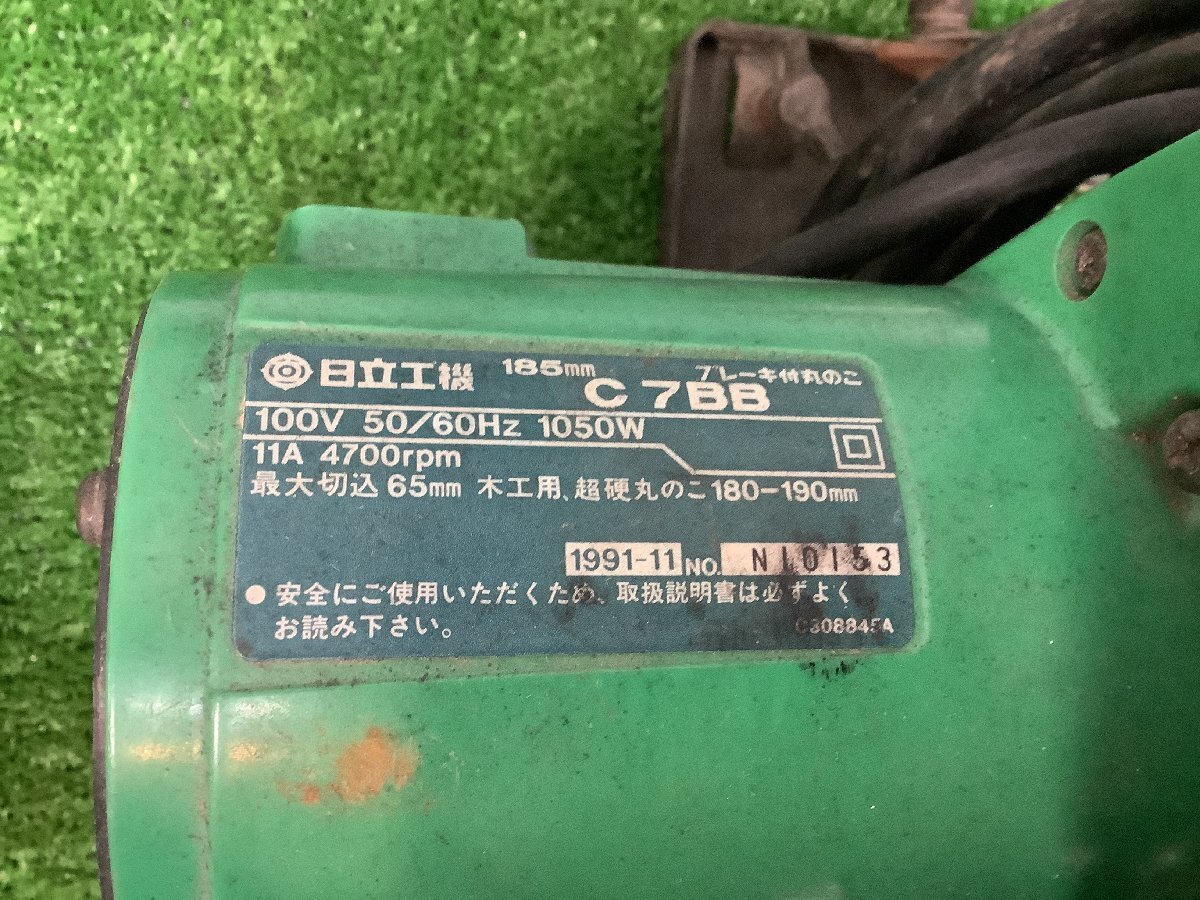 日立工機 185mm C 7BB ブレーキ付丸のこ
100V 50/60Hz 1050W
11A 4700rpm
最大切込 65mm 木工用、超硬丸のこ 180-190mm
1991-11 NO. N10153
● 安全にご使用いただくため、取扱説明書は必ずよく
お読み下さい。 C308845A